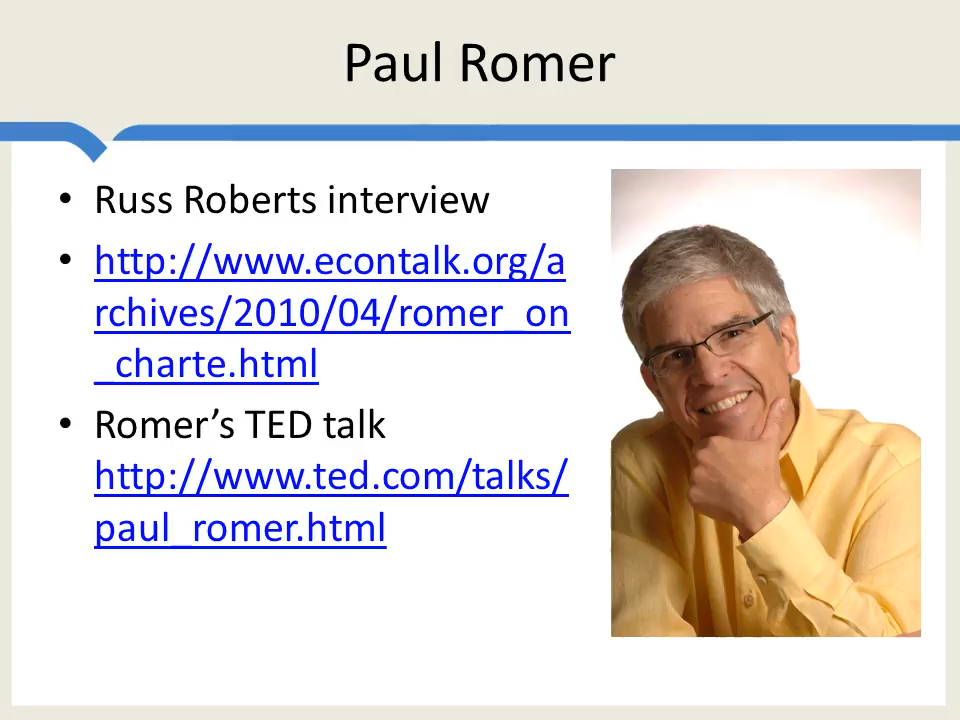 Paul Romer
• Russ Roberts interview
• http://www.econtalk.org/a
rchives/2010/04/romer_on
_charte.html
• Romer’s TED talk
http://www.ted.com/talks/
paul_romer.html